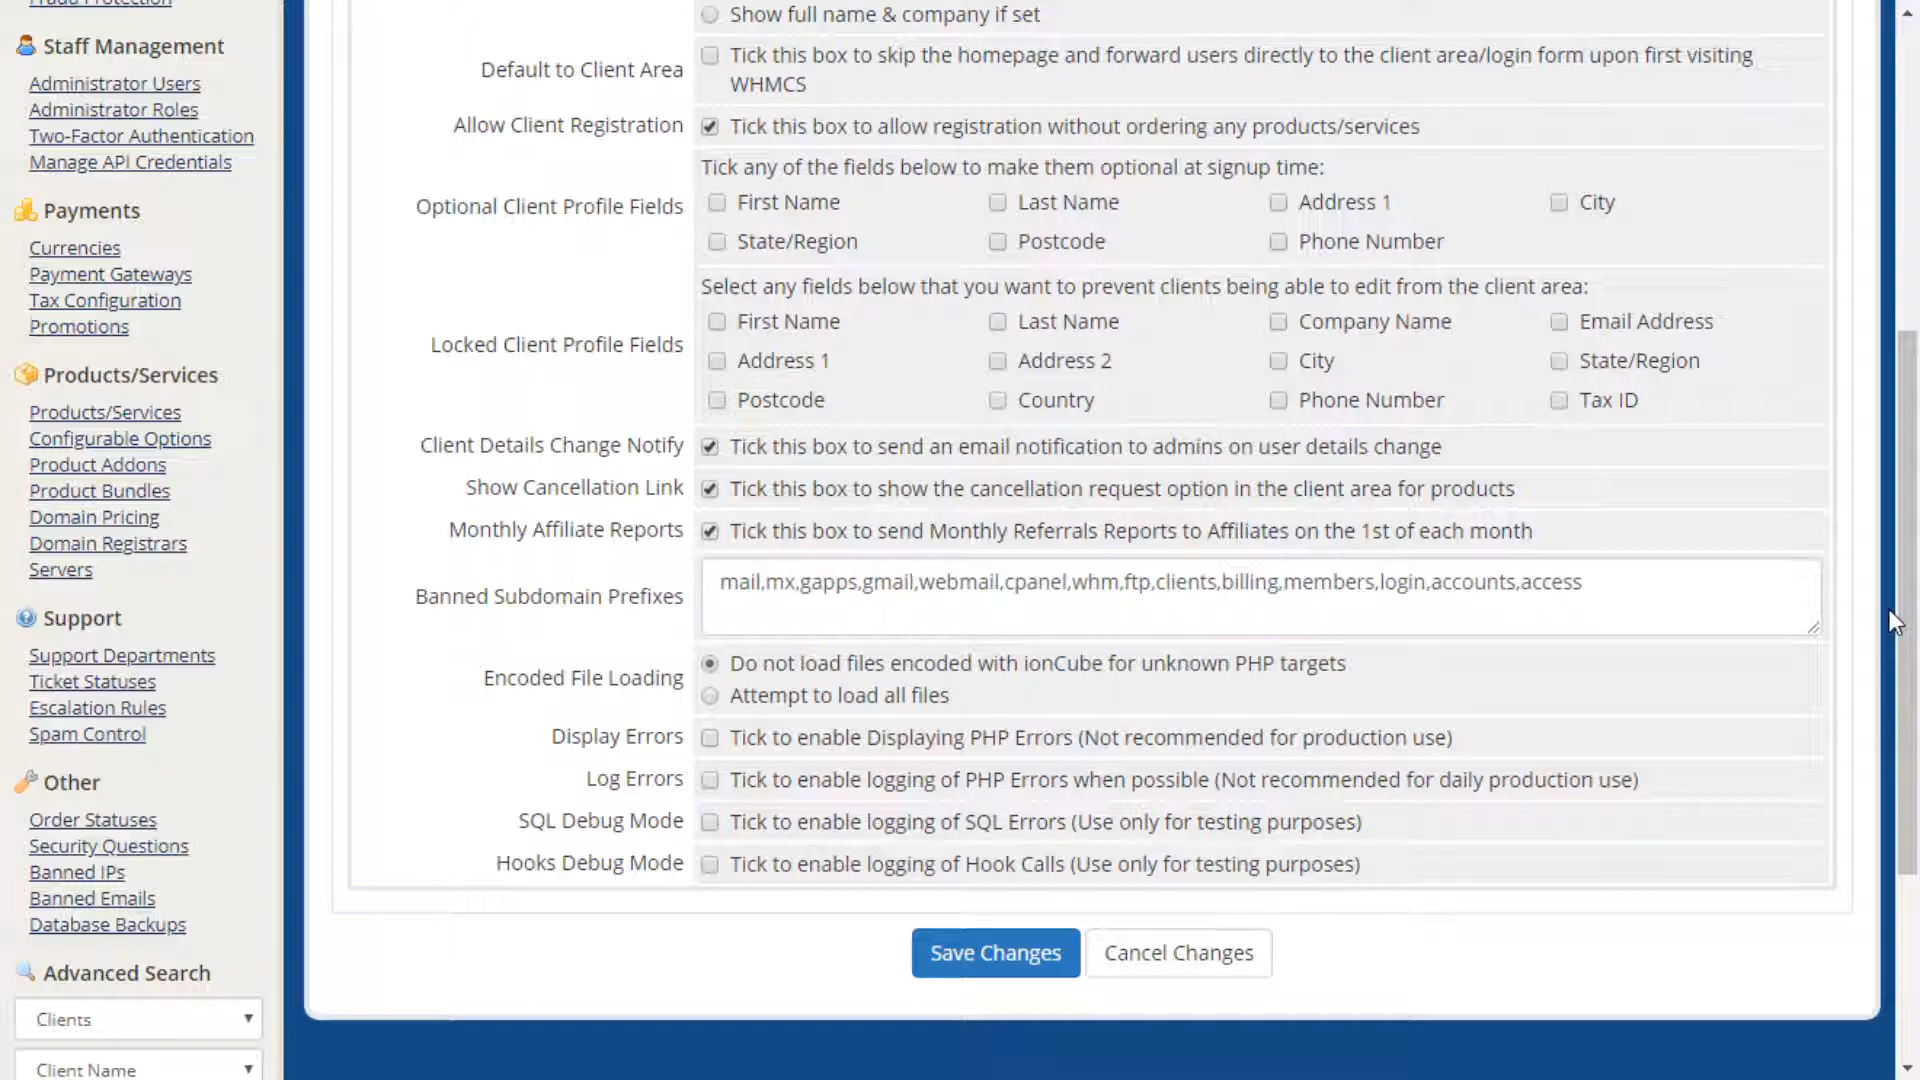 Fraud Protection
Staff Management
Administrator Users
Administrator Roles
Two-Factor Authentication
Manage API Credentials
Payments
Currencies
Payment Gateways
Tax Configuration
Promotions
Products/Services
Products/Services
Configurable Options
Product Addons
Product Bundles
Domain Pricing
Domain Registrars
Servers
Support
Support Departments
Ticket Statuses
Escalation Rules
Spam Control
Other
Order Statuses
Security Questions
Banned IPs
Banned Emails
Database Backups
Advanced Search
Clients
Client Name
Show full name & company if set
Default to Client Area
Tick this box to skip the homepage and forward users directly to the client area/login form upon first visiting
WHMCS
Allow Client Registration
Tick this box to allow registration without ordering any products/services
Optional Client Profile Fields
Tick any of the fields below to make them optional at signup time:
First Name Last Name Address 1 City
State/Region Postcode Phone Number
Locked Client Profile Fields
Select any fields below that you want to prevent clients being able to edit from the client area:
First Name Last Name Company Name Email Address
Address 1 Address 2 City State/Region
Postcode Country Phone Number Tax ID
Client Details Change Notify
Tick this box to send an email notification to admins on user details change
Show Cancellation Link
Tick this box to show the cancellation request option in the client area for products
Monthly Affiliate Reports
Tick this box to send Monthly Referrals Reports to Affiliates on the 1st of each month
Banned Subdomain Prefixes
mail,mx,gapps,gmail,webmail,cpanel,whm,ftp,clients,billing,members,login,accounts,access
Encoded File Loading
Do not load files encoded with ionCube for unknown PHP targets
Attempt to load all files
Display Errors
Tick to enable Displaying PHP Errors (Not recommended for production use)
Log Errors
Tick to enable logging of PHP Errors when possible (Not recommended for daily production use)
SQL Debug Mode
Tick to enable logging of SQL Errors (Use only for testing purposes)
Hooks Debug Mode
Tick to enable logging of Hook Calls (Use only for testing purposes)
Save Changes
Cancel Changes